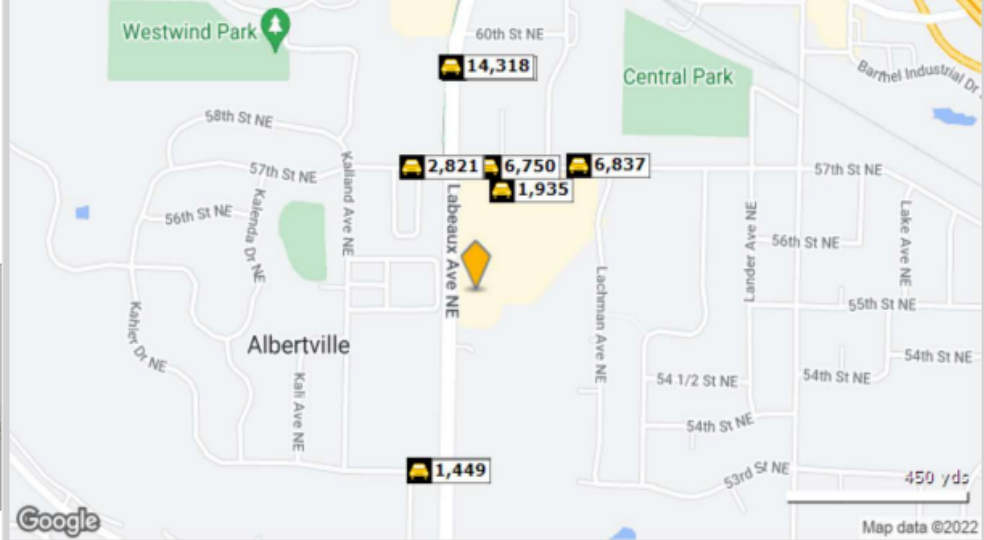 Westwind Park
60th St NE
14,318
Central Park
Barthel Industrial Dr
58th St NE
2,821
6,750
6,837
57th St NE
57th St NE
1,935
Kalland Ave NE
Kalenda Dr NE
56th St NE
Labeaux Ave NE
Lander Ave NE
Lake Ave NE
56th St NE
Lachman Ave NE
55th St NE
Kahler Dr NE
Albertville
54th St NE
Kali Ave NE
54 1/2 St NE
54th St NE
54th St NE
1,449
53rd St NE
450 yds
Google
Map data ©2022